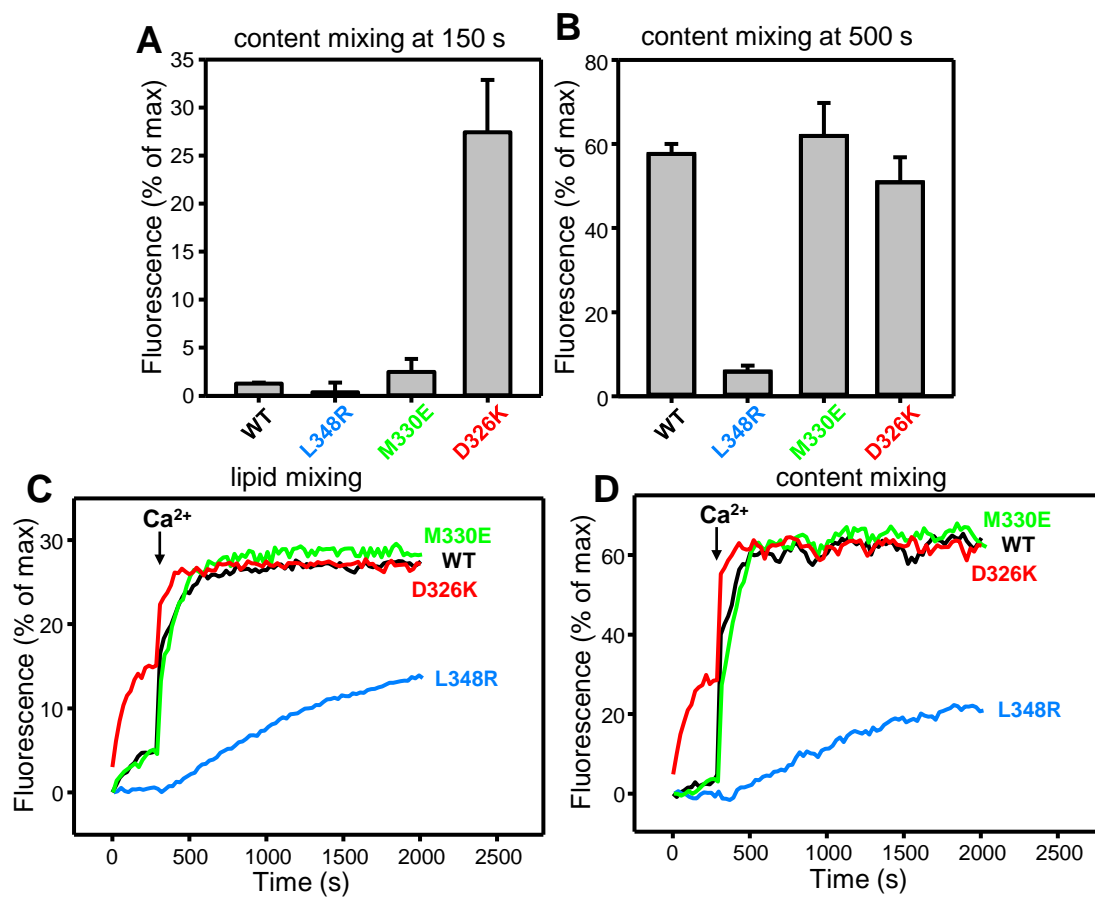 A
content mixing at 150 s
Fluorescence (% of max)
35
30
25
20
15
10
5
0
WT
L348R
M330E
D326K
B
content mixing at 500 s
Fluorescence (% of max)
80
60
40
20
0
WT
L348R
M330E
D326K
C
lipid mixing
Fluorescence (% of max)
30
20
10
0
Ca²⁺
M330E
WT
D326K
L348R
0
500
1000
1500
2000
2500
Time (s)
D
content mixing
Fluorescence (% of max)
60
40
20
0
Ca²⁺
M330E
WT
D326K
L348R
0
500
1000
1500
2000
2500
Time (s)